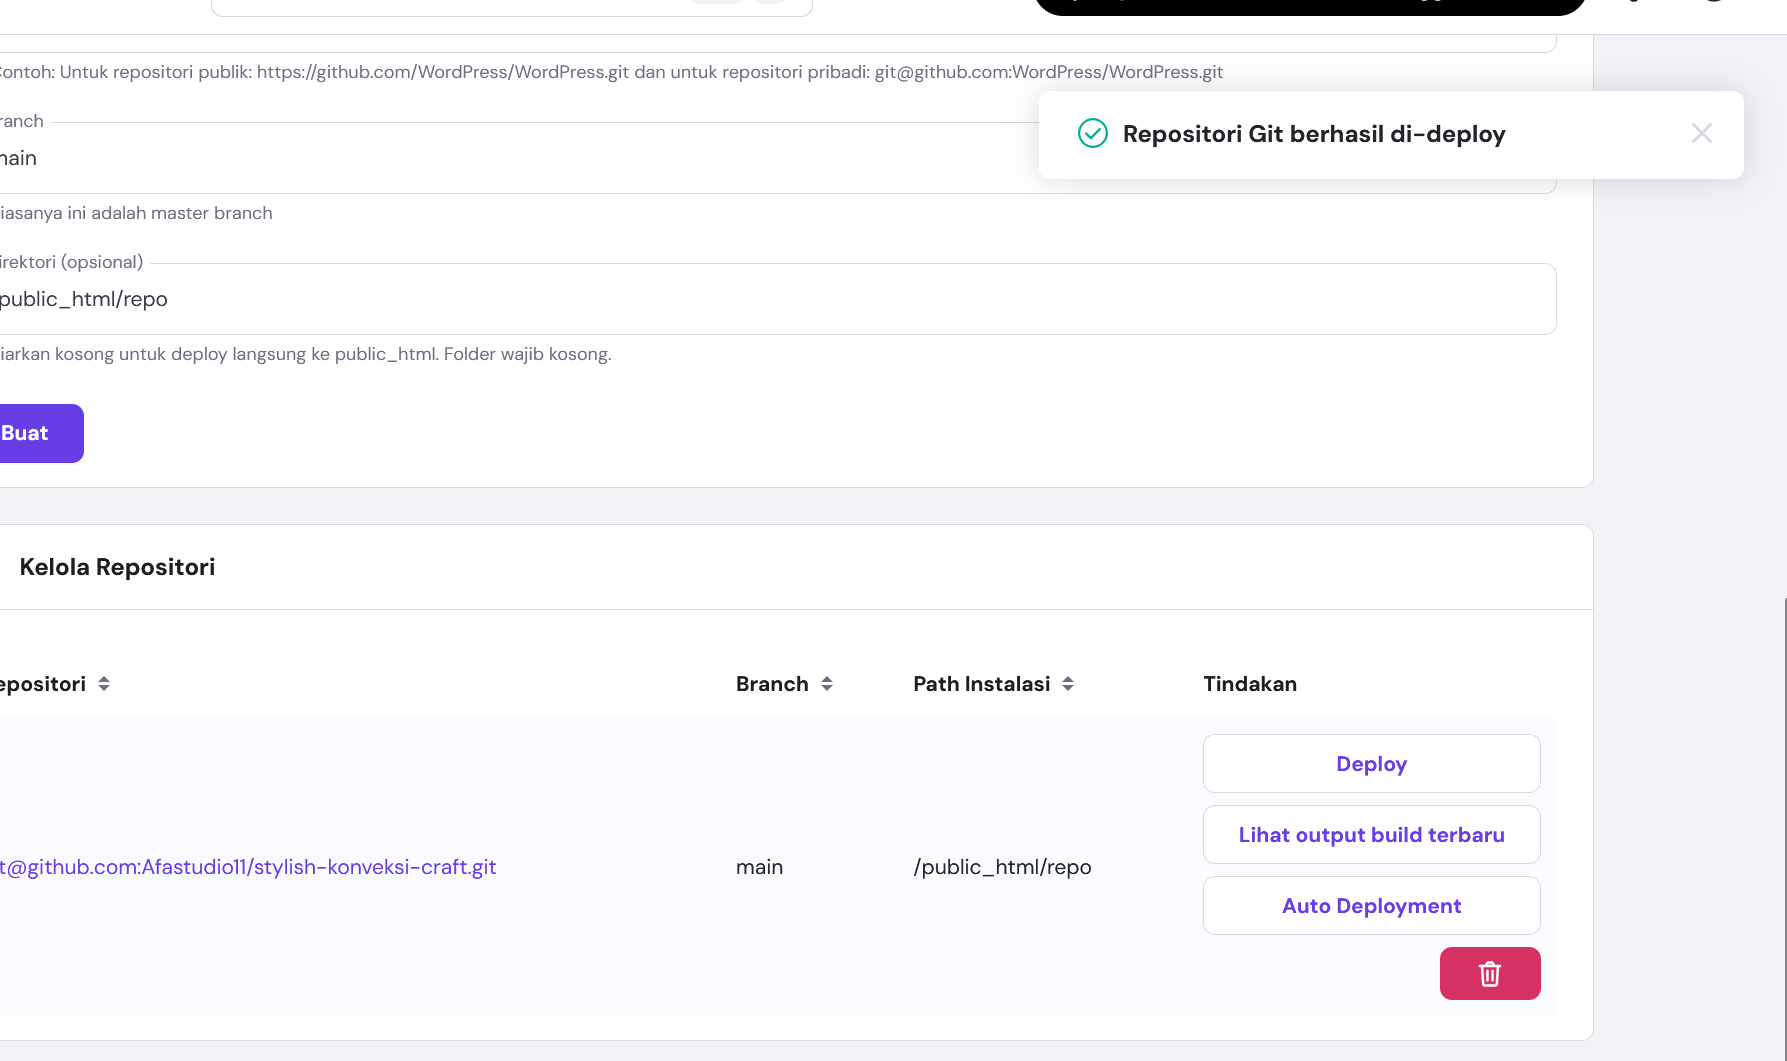 Contoh: Untuk repositori publik: https://github.com/WordPress/WordPress.git dan untuk repositori pribadi: git@github.com:WordPress/WordPress.git
Repositori Git berhasil di-deploy
ranch
main
iasanya ini adalah master branch
irektori (opsional)
public_html/repo
iarkan kosong untuk deploy langsung ke public_html. Folder wajib kosong.
Buat
Kelola Repositori
epositori
Branch
Path Instalasi
Tindakan
t@github.com:Afastudio11/stylish-konveksi-craft.git
main
/public_html/repo
Deploy
Lihat output build terbaru
Auto Deployment